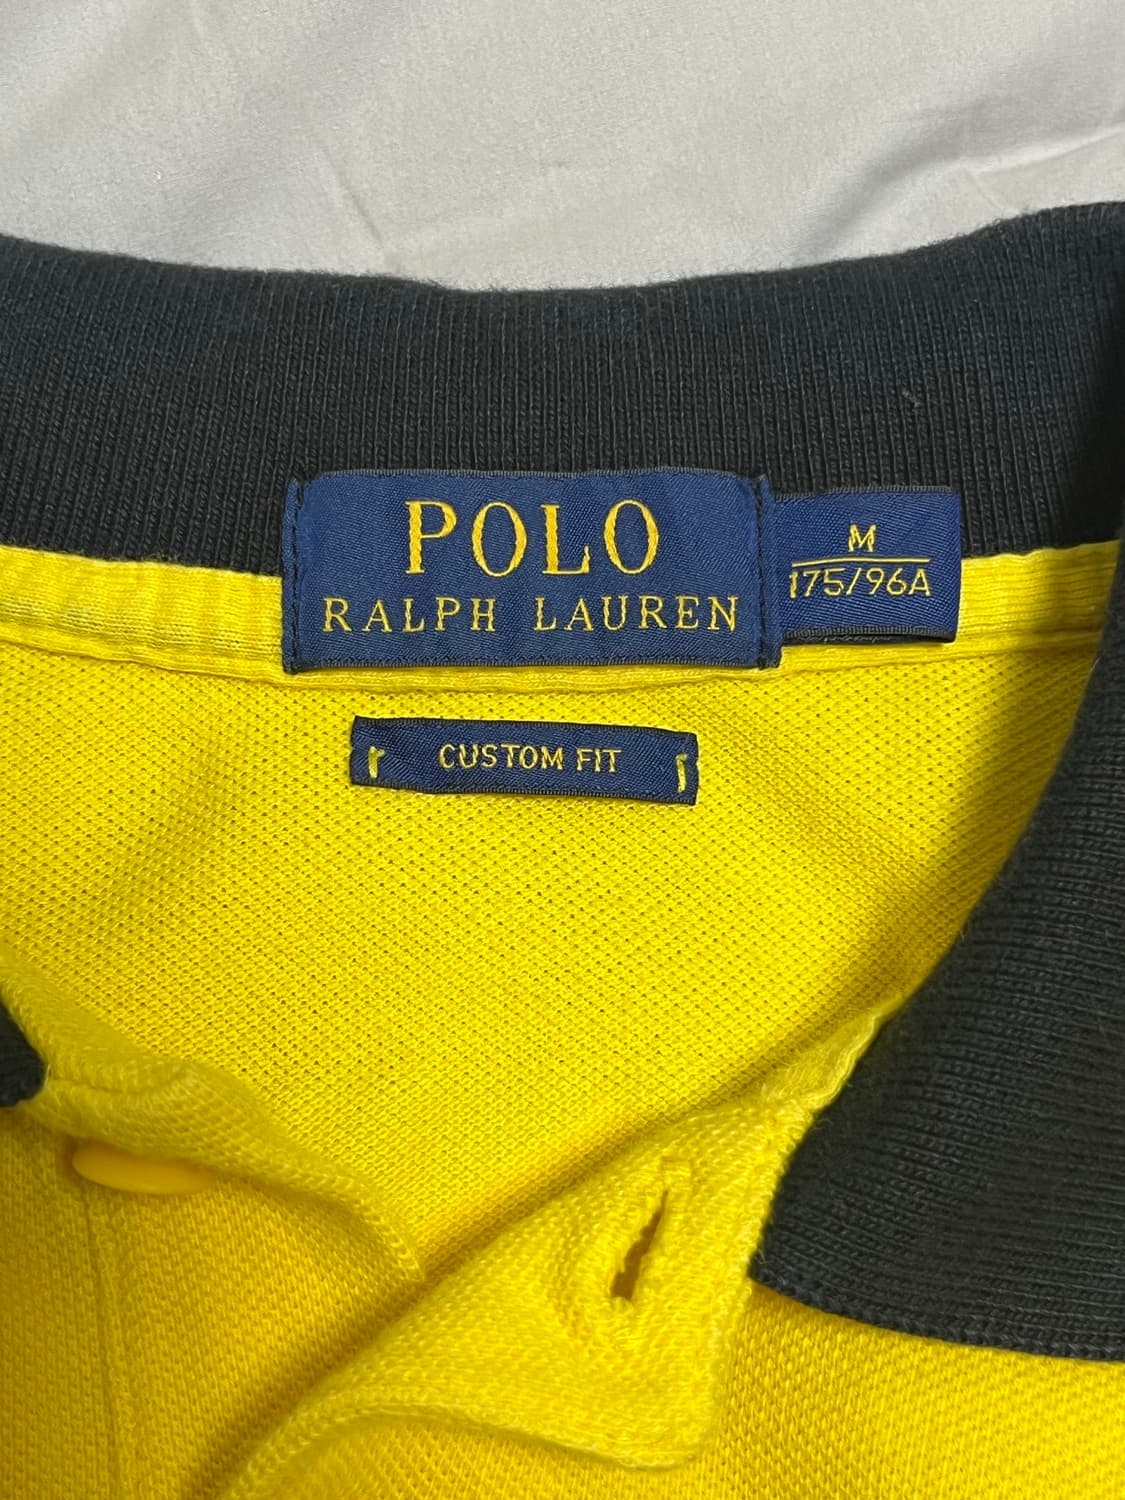 POLO
RALPH LAUREN
M
175/96A
CUSTOM FIT